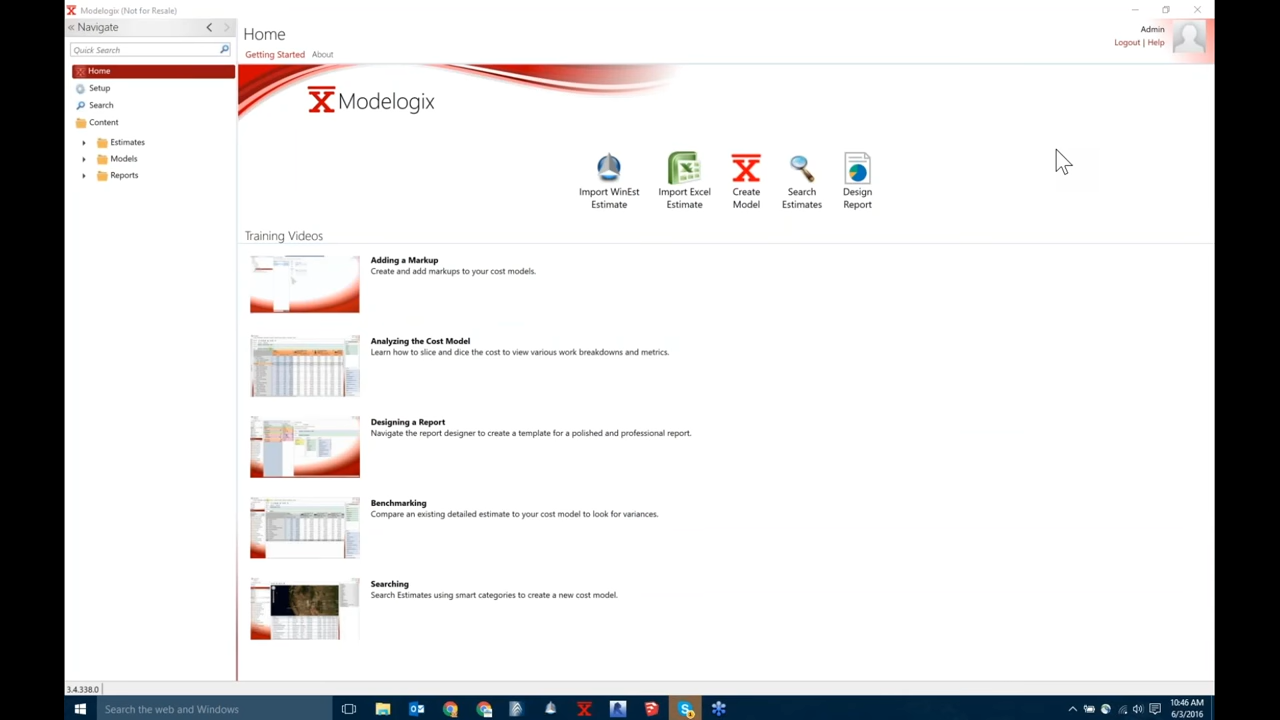 Modelogix (Not for Resale)
« Navigate
Quick Search
Home
Setup
Search
Content
Estimates
Models
Reports
Home
Getting Started
About
Admin
Logout | Help
Modelogix
Import WinEst
Estimate
Import Excel
Estimate
Create
Model
Search
Estimates
Design
Report
Training Videos
Adding a Markup
Create and add markups to your cost models.
Analyzing the Cost Model
Learn how to slice and dice the cost to view various work breakdowns and metrics.
Designing a Report
Navigate the report designer to create a template for a polished and professional report.
Benchmarking
Compare an existing detailed estimate to your cost model to look for variances.
Searching
Search Estimates using smart categories to create a new cost model.
3.4.338.0
Search the web and Windows
10:46 AM
6/3/2016